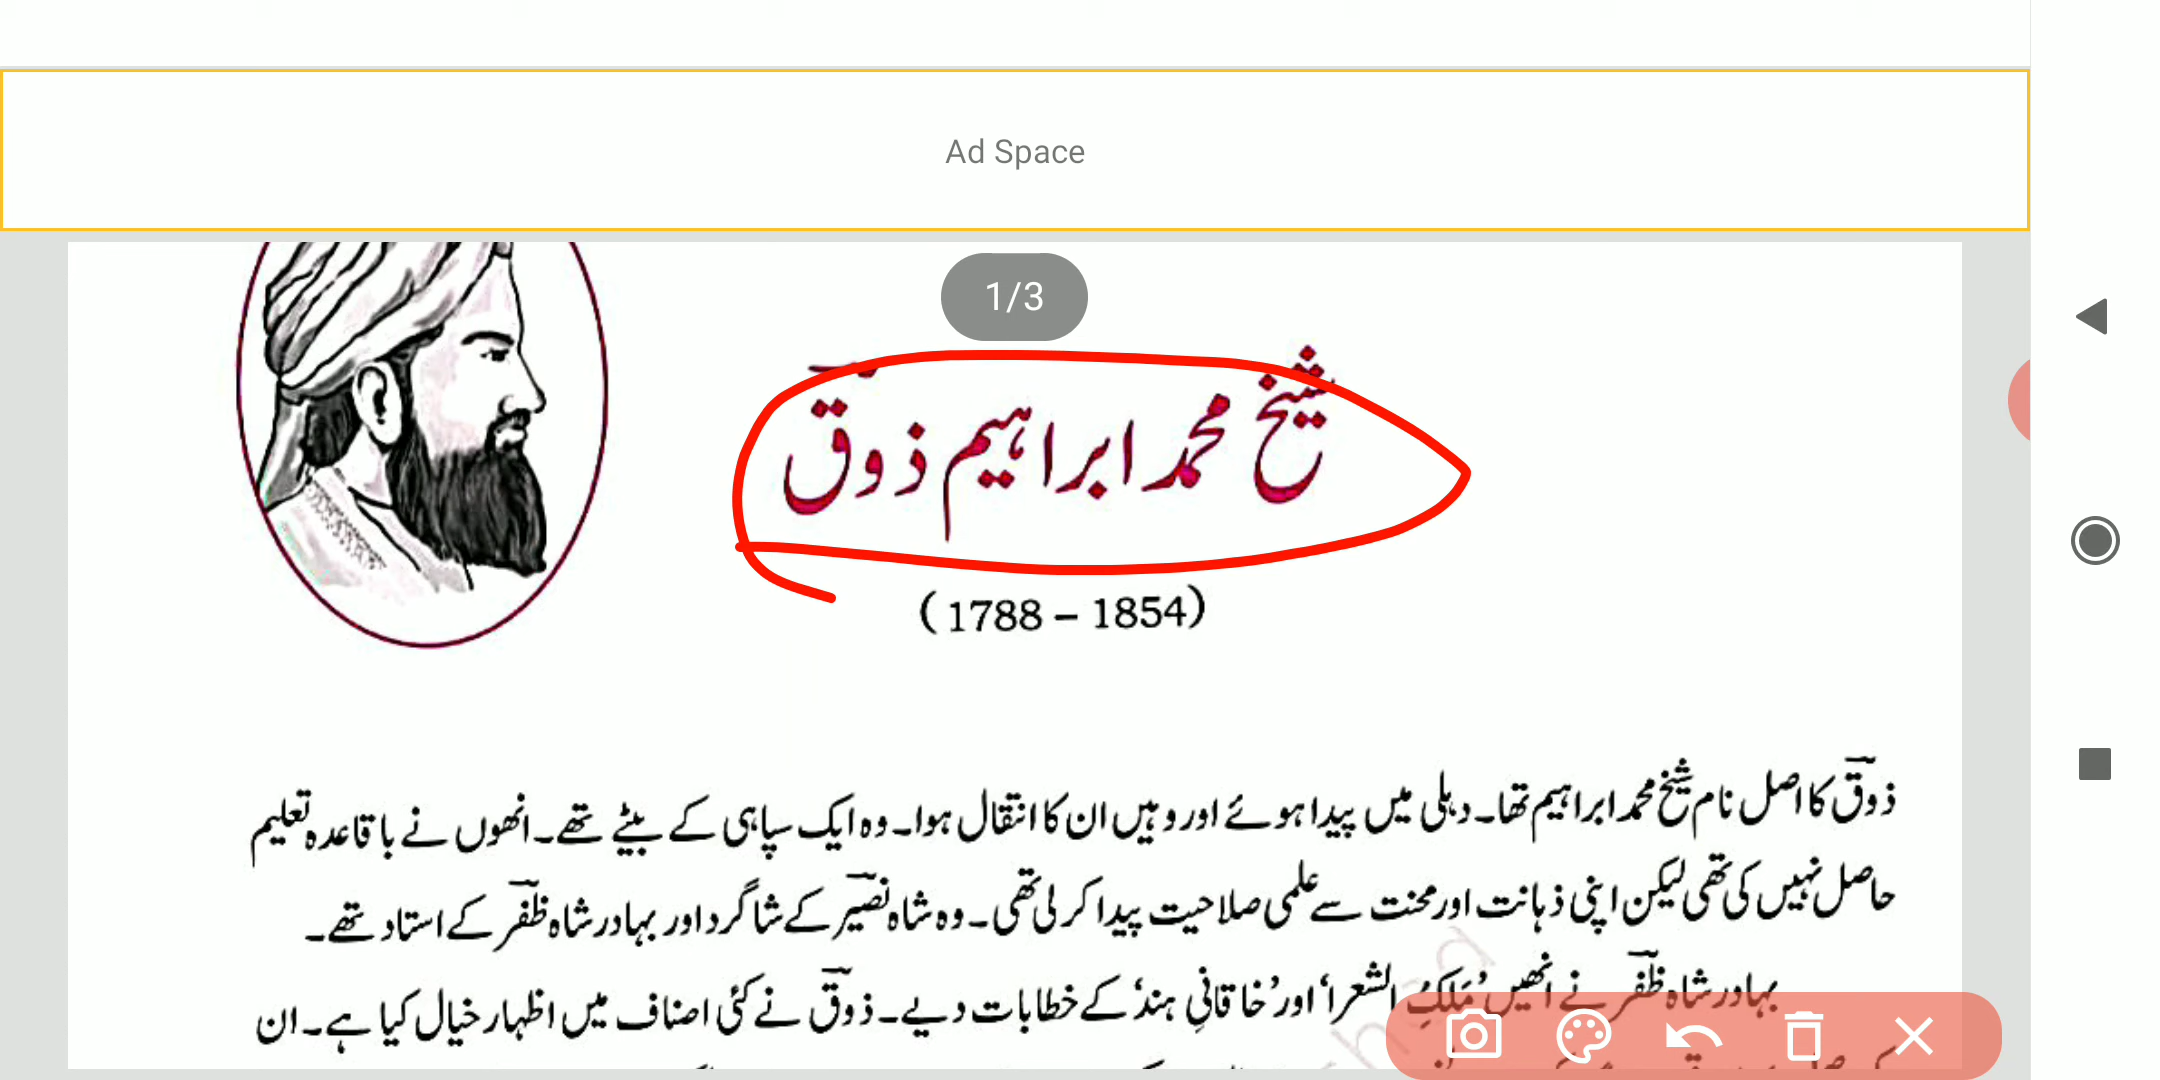 Ad Space
1/3
شیخ محمد ابراہیم ذوقؔ
(1788 – 1854)
ذوقؔ کا اصل نام شیخ محمد ابراہیم تھا۔ دہلی میں پیدا ہوئے اور وہیں ان کا انتقال ہوا۔ وہ ایک سپاہی کے بیٹے تھے۔ انھوں نے با قاعدہ تعلیم
حاصل نہیں کی تھی لیکن اپنی ذہانت اور محنت سے علمی صلاحیت پیدا کر لی تھی۔ وہ شاہ نصیرؔ کے شاگرد اور بہادر شاہ ظفرؔ کے استاد تھے۔
بہادر شاہ ظفرؔ نے انھیں ’مَلِکُ الشعرا‘ اور ’خاقانیِ ہند‘ کے خطابات دیے۔ ذوقؔ نے کئی اصناف میں اظہار خیال کیا ہے۔ ان